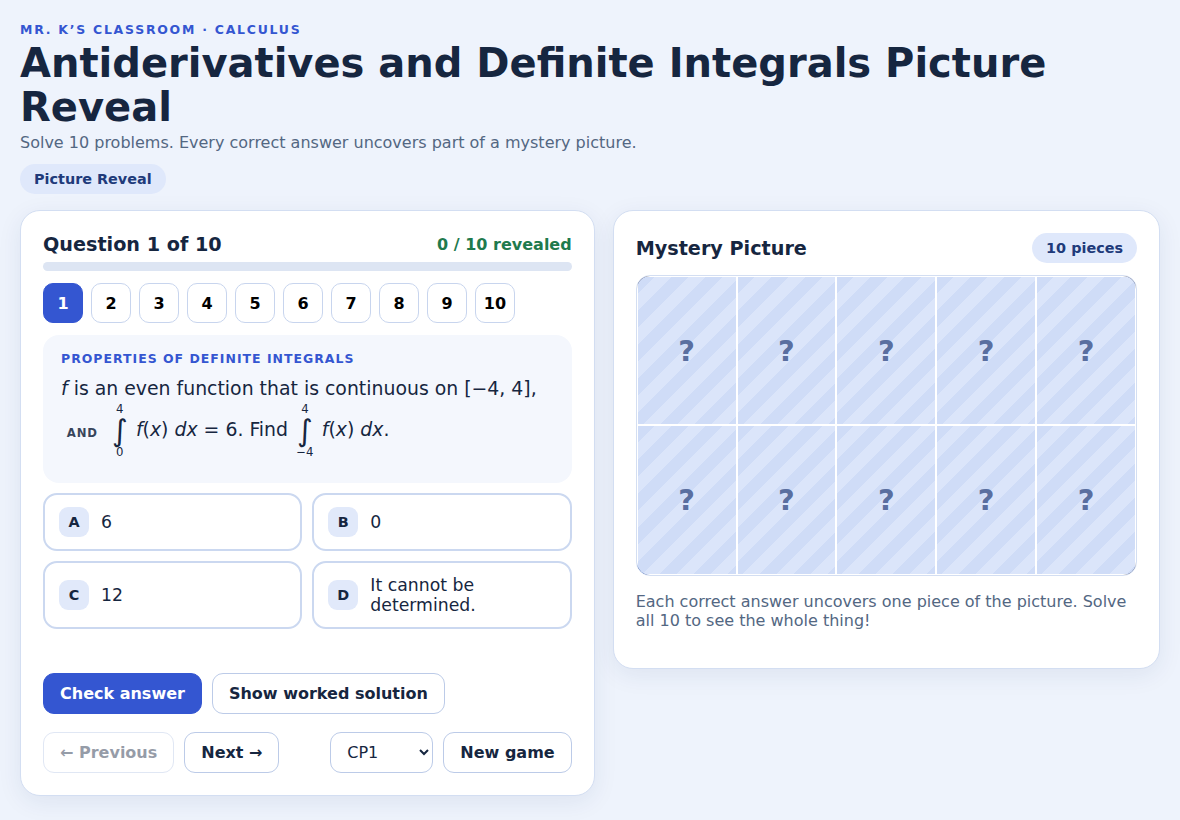 MR. K’S CLASSROOM · CALCULUS
Antiderivatives and Definite Integrals Picture
Reveal
Solve 10 problems. Every correct answer uncovers part of a mystery picture.
Picture Reveal
Question 1 of 10
0 / 10 revealed
1 2 3 4 5 6 7 8 9 10
PROPERTIES OF DEFINITE INTEGRALS
f is an even function that is continuous on [−4, 4],
AND ∫₀⁴ f(x) dx = 6. Find ∫₋₄⁴ f(x) dx.
A 6
B 0
C 12
D It cannot be
determined.
Check answer
Show worked solution
← Previous
Next →
CP1
New game
Mystery Picture
10 pieces
? ? ? ? ?
? ? ? ? ?
Each correct answer uncovers one piece of the picture. Solve
all 10 to see the whole thing!